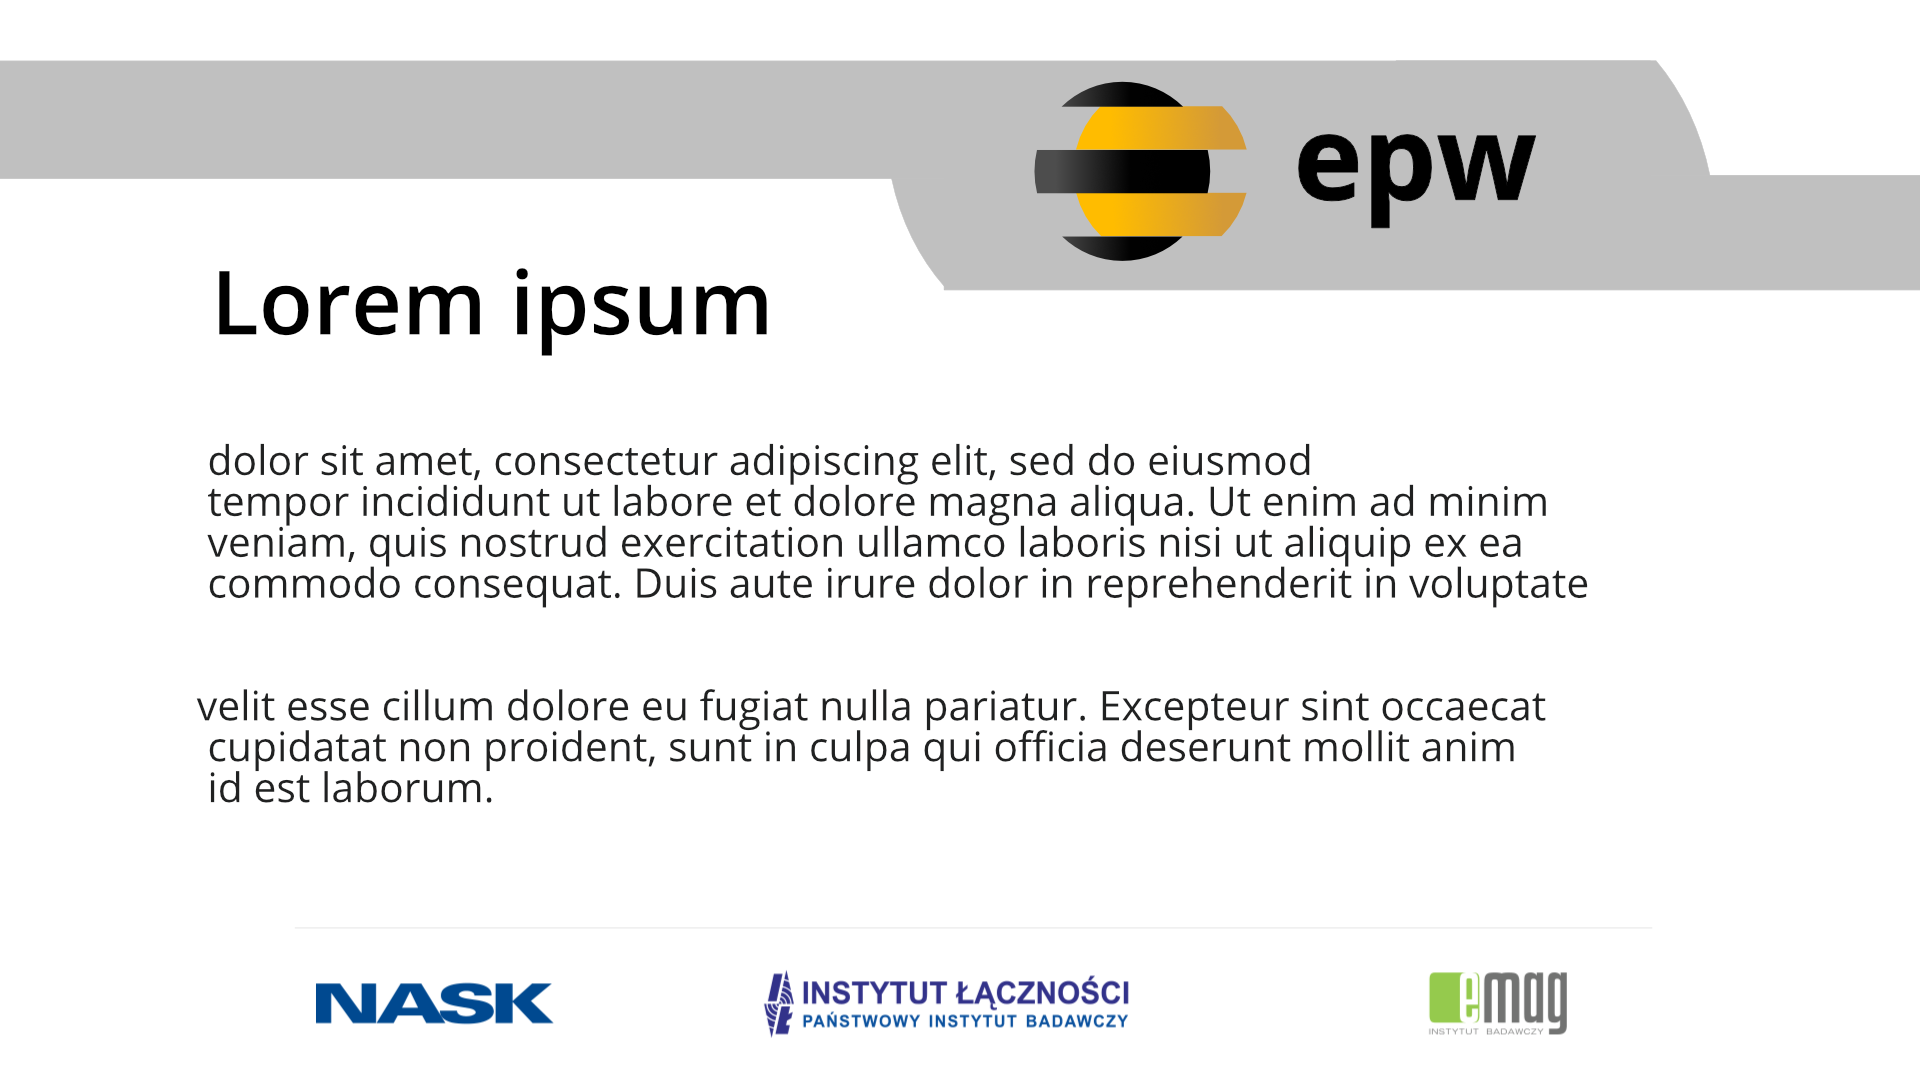 epw
Lorem ipsum
dolor sit amet, consectetur adipiscing elit, sed do eiusmod
tempor incididunt ut labore et dolore magna aliqua. Ut enim ad minim
veniam, quis nostrud exercitation ullamco laboris nisi ut aliquip ex ea
commodo consequat. Duis aute irure dolor in reprehenderit in voluptate
velit esse cillum dolore eu fugiat nulla pariatur. Excepteur sint occaecat
cupidatat non proident, sunt in culpa qui officia deserunt mollit anim
id est laborum.
NASK
INSTYTUT ŁĄCZNOŚCI
PAŃSTWOWY INSTYTUT BADAWCZY
emag
INSTYTUT BADAWCZY